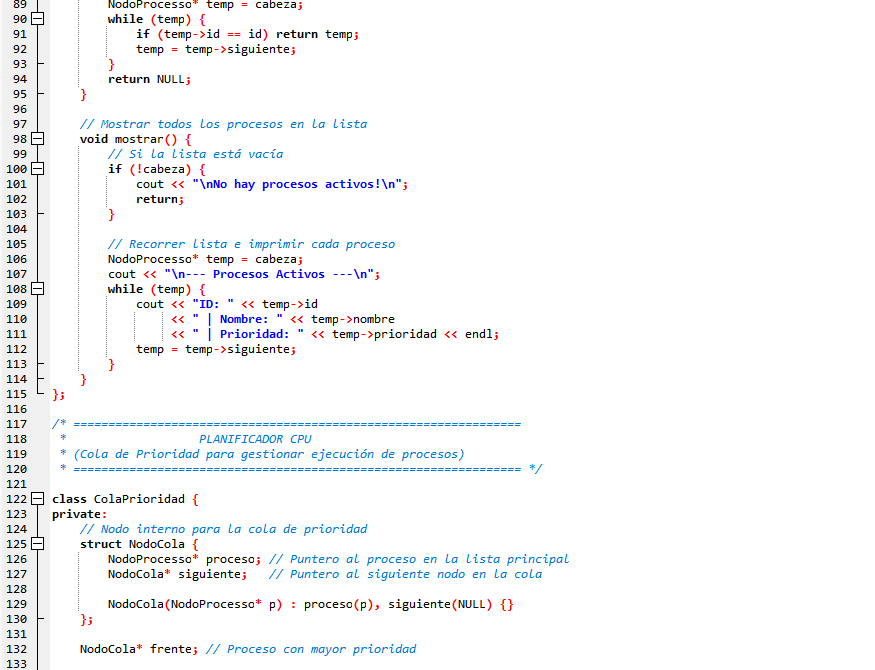 89 NodoProcesso* temp = cabeza;
90 while (temp) {
91 if (temp->id == id) return temp;
92 temp = temp->siguiente;
93 }
94 return NULL;
95 }
96
97 // Mostrar todos los procesos en la lista
98 void mostrar() {
99 // Si la lista está vacía
100 if (!cabeza) {
101 cout << "\nNo hay procesos activos!\n";
102 return;
103 }
104
105 // Recorrer lista e imprimir cada proceso
106 NodoProcesso* temp = cabeza;
107 cout << "\n--- Procesos Activos ---\n";
108 while (temp) {
109 cout << "ID: " << temp->id
110 << " | Nombre: " << temp->nombre
111 << " | Prioridad: " << temp->prioridad << endl;
112 temp = temp->siguiente;
113 }
114 }
115 };
116
117 /* ================================================================
118 * PLANIFICADOR CPU
119 * (Cola de Prioridad para gestionar ejecución de procesos)
120 * ================================================================ */
121
122 class ColaPrioridad {
123 private:
124 // Nodo interno para la cola de prioridad
125 struct NodoCola {
126 NodoProcesso* proceso; // Puntero al proceso en la lista principal
127 NodoCola* siguiente; // Puntero al siguiente nodo en la cola
128
129 NodoCola(NodoProcesso* p) : proceso(p), siguiente(NULL) {}
130 };
131
132 NodoCola* frente; // Proceso con mayor prioridad
133